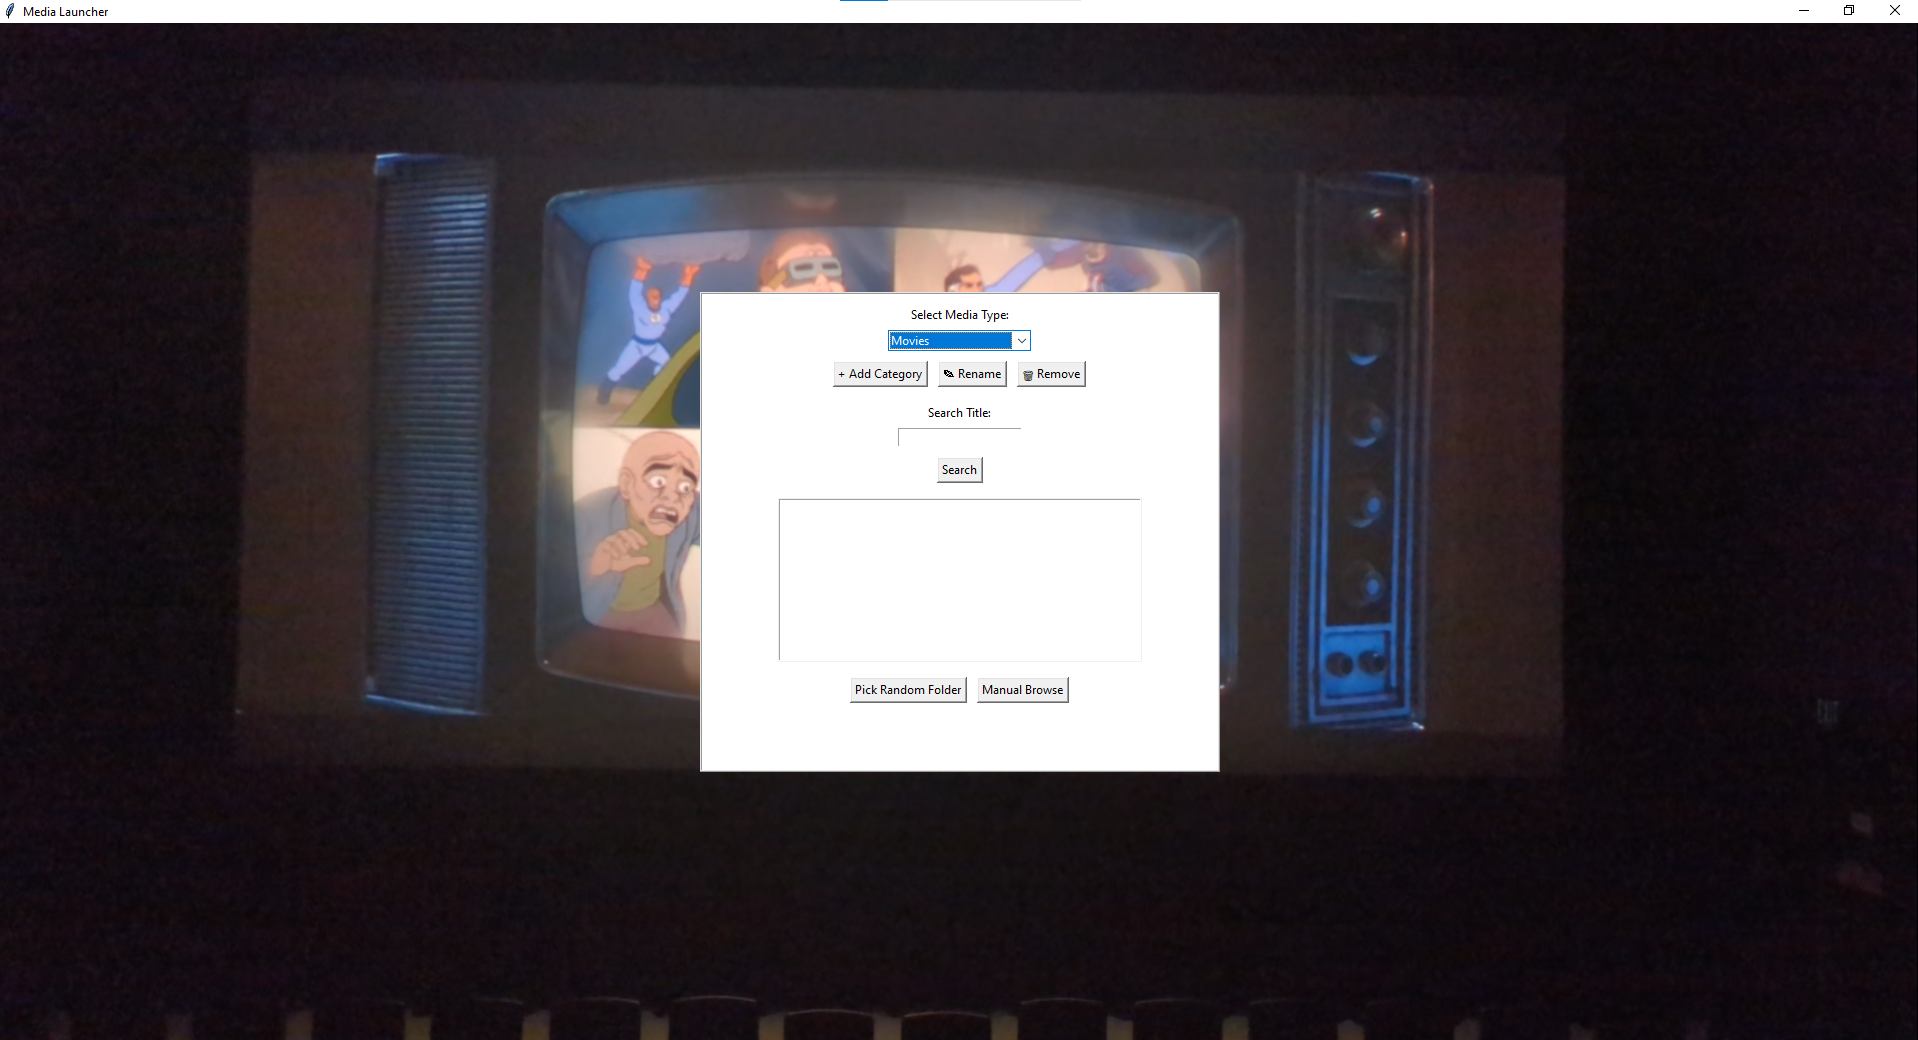 Media Launcher
Select Media Type:
Movies
+ Add Category Rename Remove
Search Title:
Search
Pick Random Folder Manual Browse